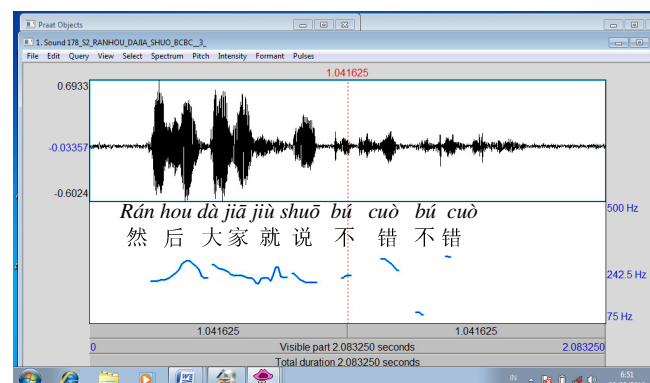 Praat Objects
1. Sound 178_S2_RANHOU_DAJIA_SHUO_BCBC__3_
File Edit Query View Select Spectrum Pitch Intensity Formant Pulses
1.041625
0.6933
-0.03357
-0.6024
Rán hou dà jiā jiù shuō bú cuò bú cuò
然后大家就说不错不错
500 Hz
242.5 Hz
75 Hz
1.041625 1.041625
0 Visible part 2.083250 seconds 2.083250
Total duration 2.083250 seconds
IN 6:51